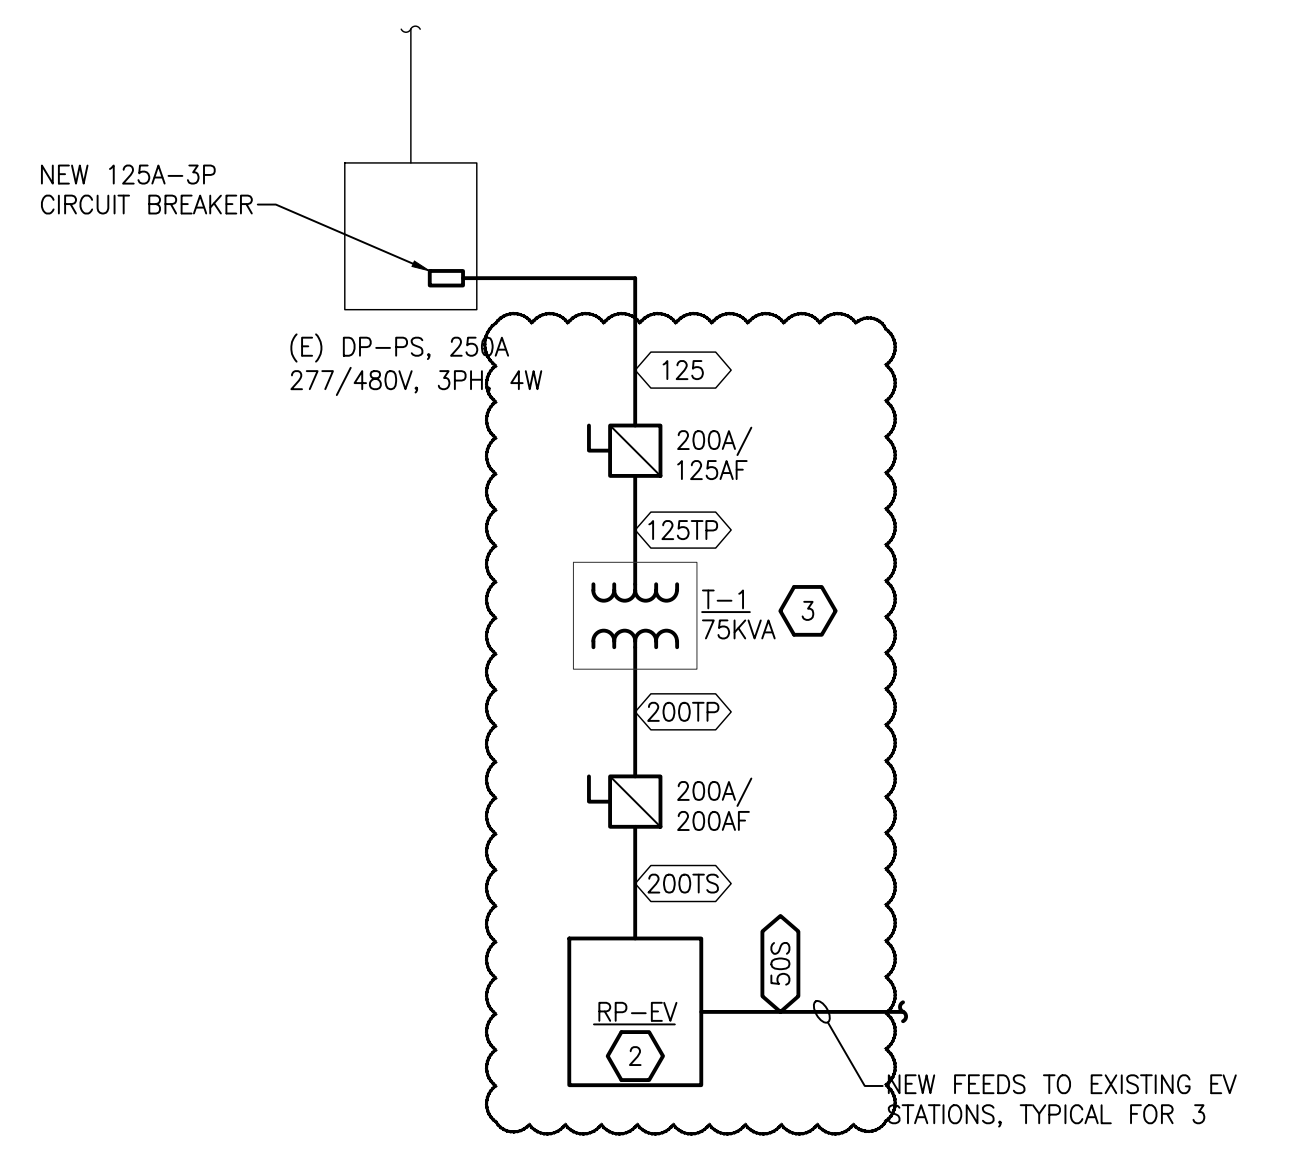 NEW 125A-3P
CIRCUIT BREAKER
(E) DP-PS, 250A
277/480V, 3PH, 4W
125
200A/
125AF
125TP
T-1
75KVA
3
200TP
200A/
200AF
200TS
50S
RP-EV
2
NEW FEEDS TO EXISTING EV
STATIONS, TYPICAL FOR 3